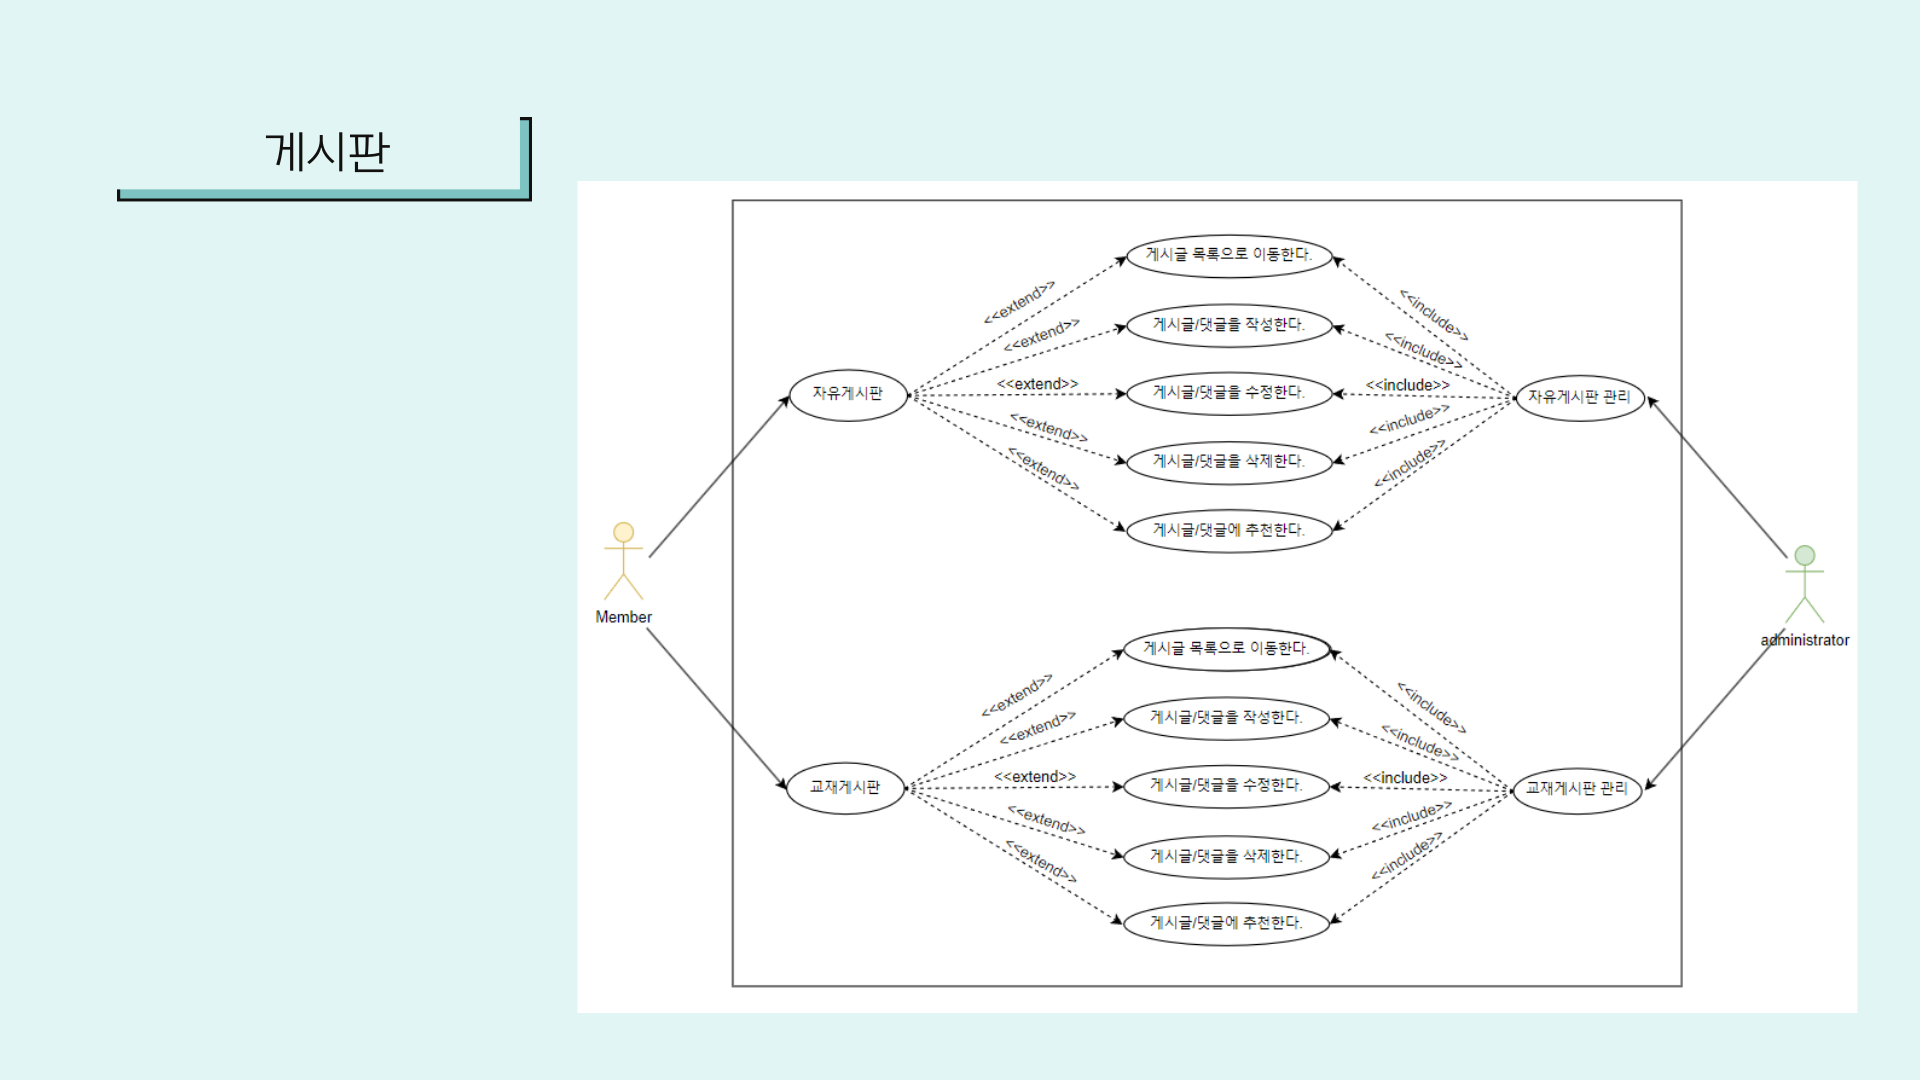 게시판
게시글 목록으로 이동한다.
<<extend>>
<<include>>
게시글/댓글을 작성한다.
<<extend>>
<<include>>
자유게시판
<<extend>>
게시글/댓글을 수정한다.
<<include>>
자유게시판 관리
<<extend>>
<<include>>
게시글/댓글을 삭제한다.
<<extend>>
<<include>>
게시글/댓글에 추천한다.
Member
administrator
게시글 목록으로 이동한다.
<<extend>>
<<include>>
게시글/댓글을 작성한다.
<<extend>>
<<include>>
교재게시판
<<extend>>
게시글/댓글을 수정한다.
<<include>>
교재게시판 관리
<<extend>>
<<include>>
게시글/댓글을 삭제한다.
<<extend>>
<<include>>
게시글/댓글에 추천한다.